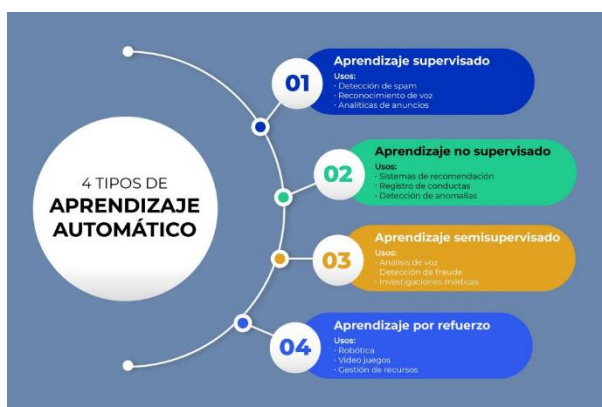 4 TIPOS DE
APRENDIZAJE
AUTOMÁTICO
01
Aprendizaje supervisado
Usos:
· Detección de spam
· Reconocimiento de voz
· Analíticas de anuncios
02
Aprendizaje no supervisado
Usos:
· Sistemas de recomendación
· Registro de conductas
· Detección de anomalías
03
Aprendizaje semisupervisado
Usos:
· Análisis de voz
· Detección de fraude
· Investigaciones médicas
04
Aprendizaje por refuerzo
Usos:
· Robótica
· Video juegos
· Gestión de recursos